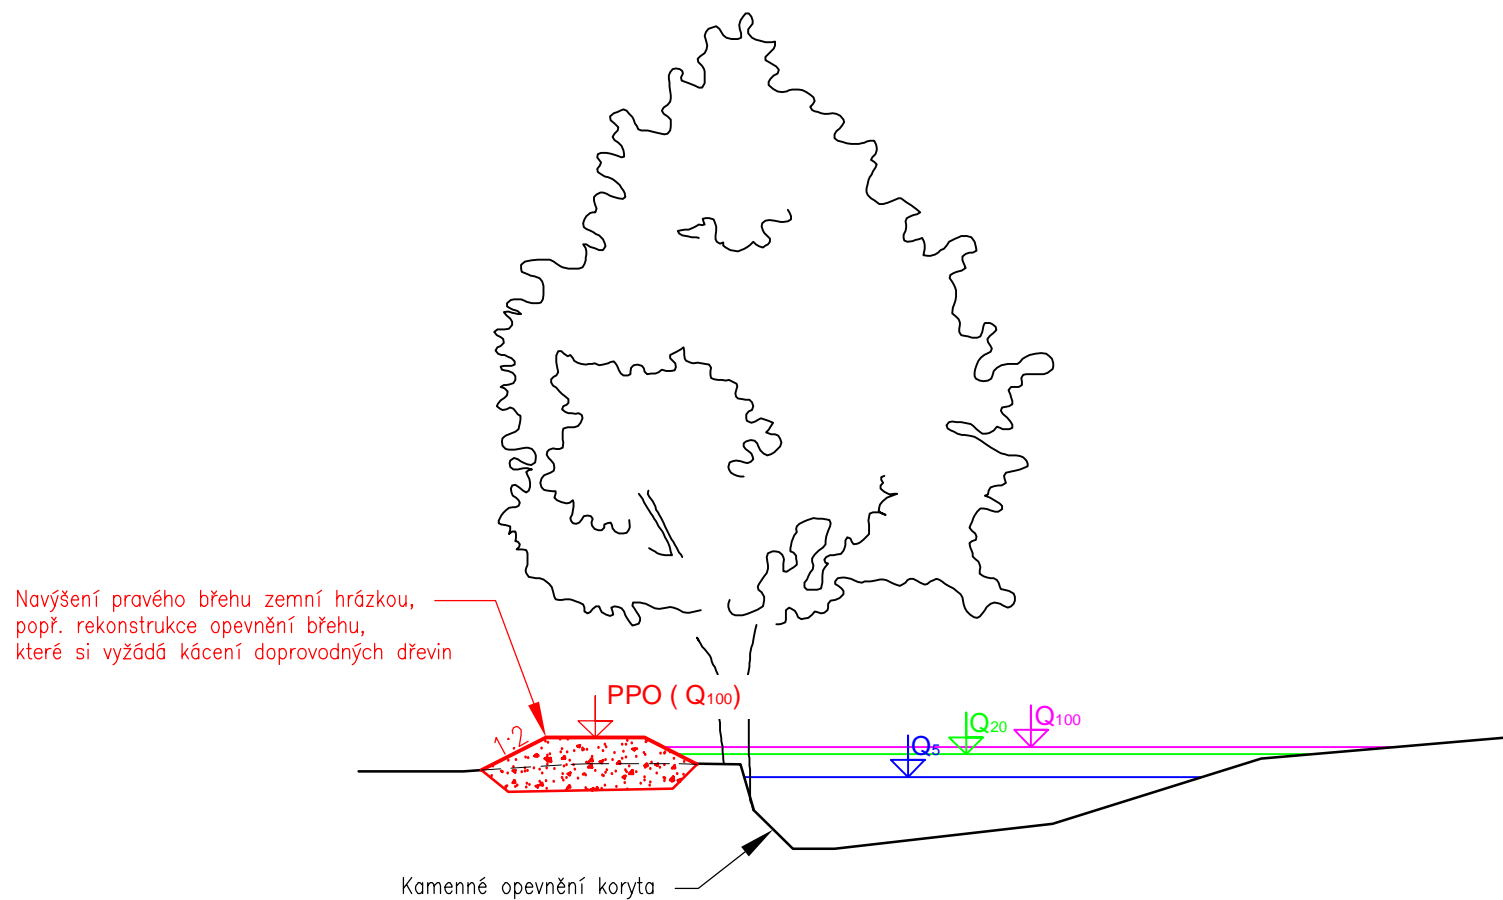 Navýšení pravého břehu zemní hrázkou,
popř. rekonstrukce opevnění břehu,
které si vyžádá kácení doprovodných dřevin
PPO ( Q100)
1:2
Q5
Q20
Q100
Kamenné opevnění koryta